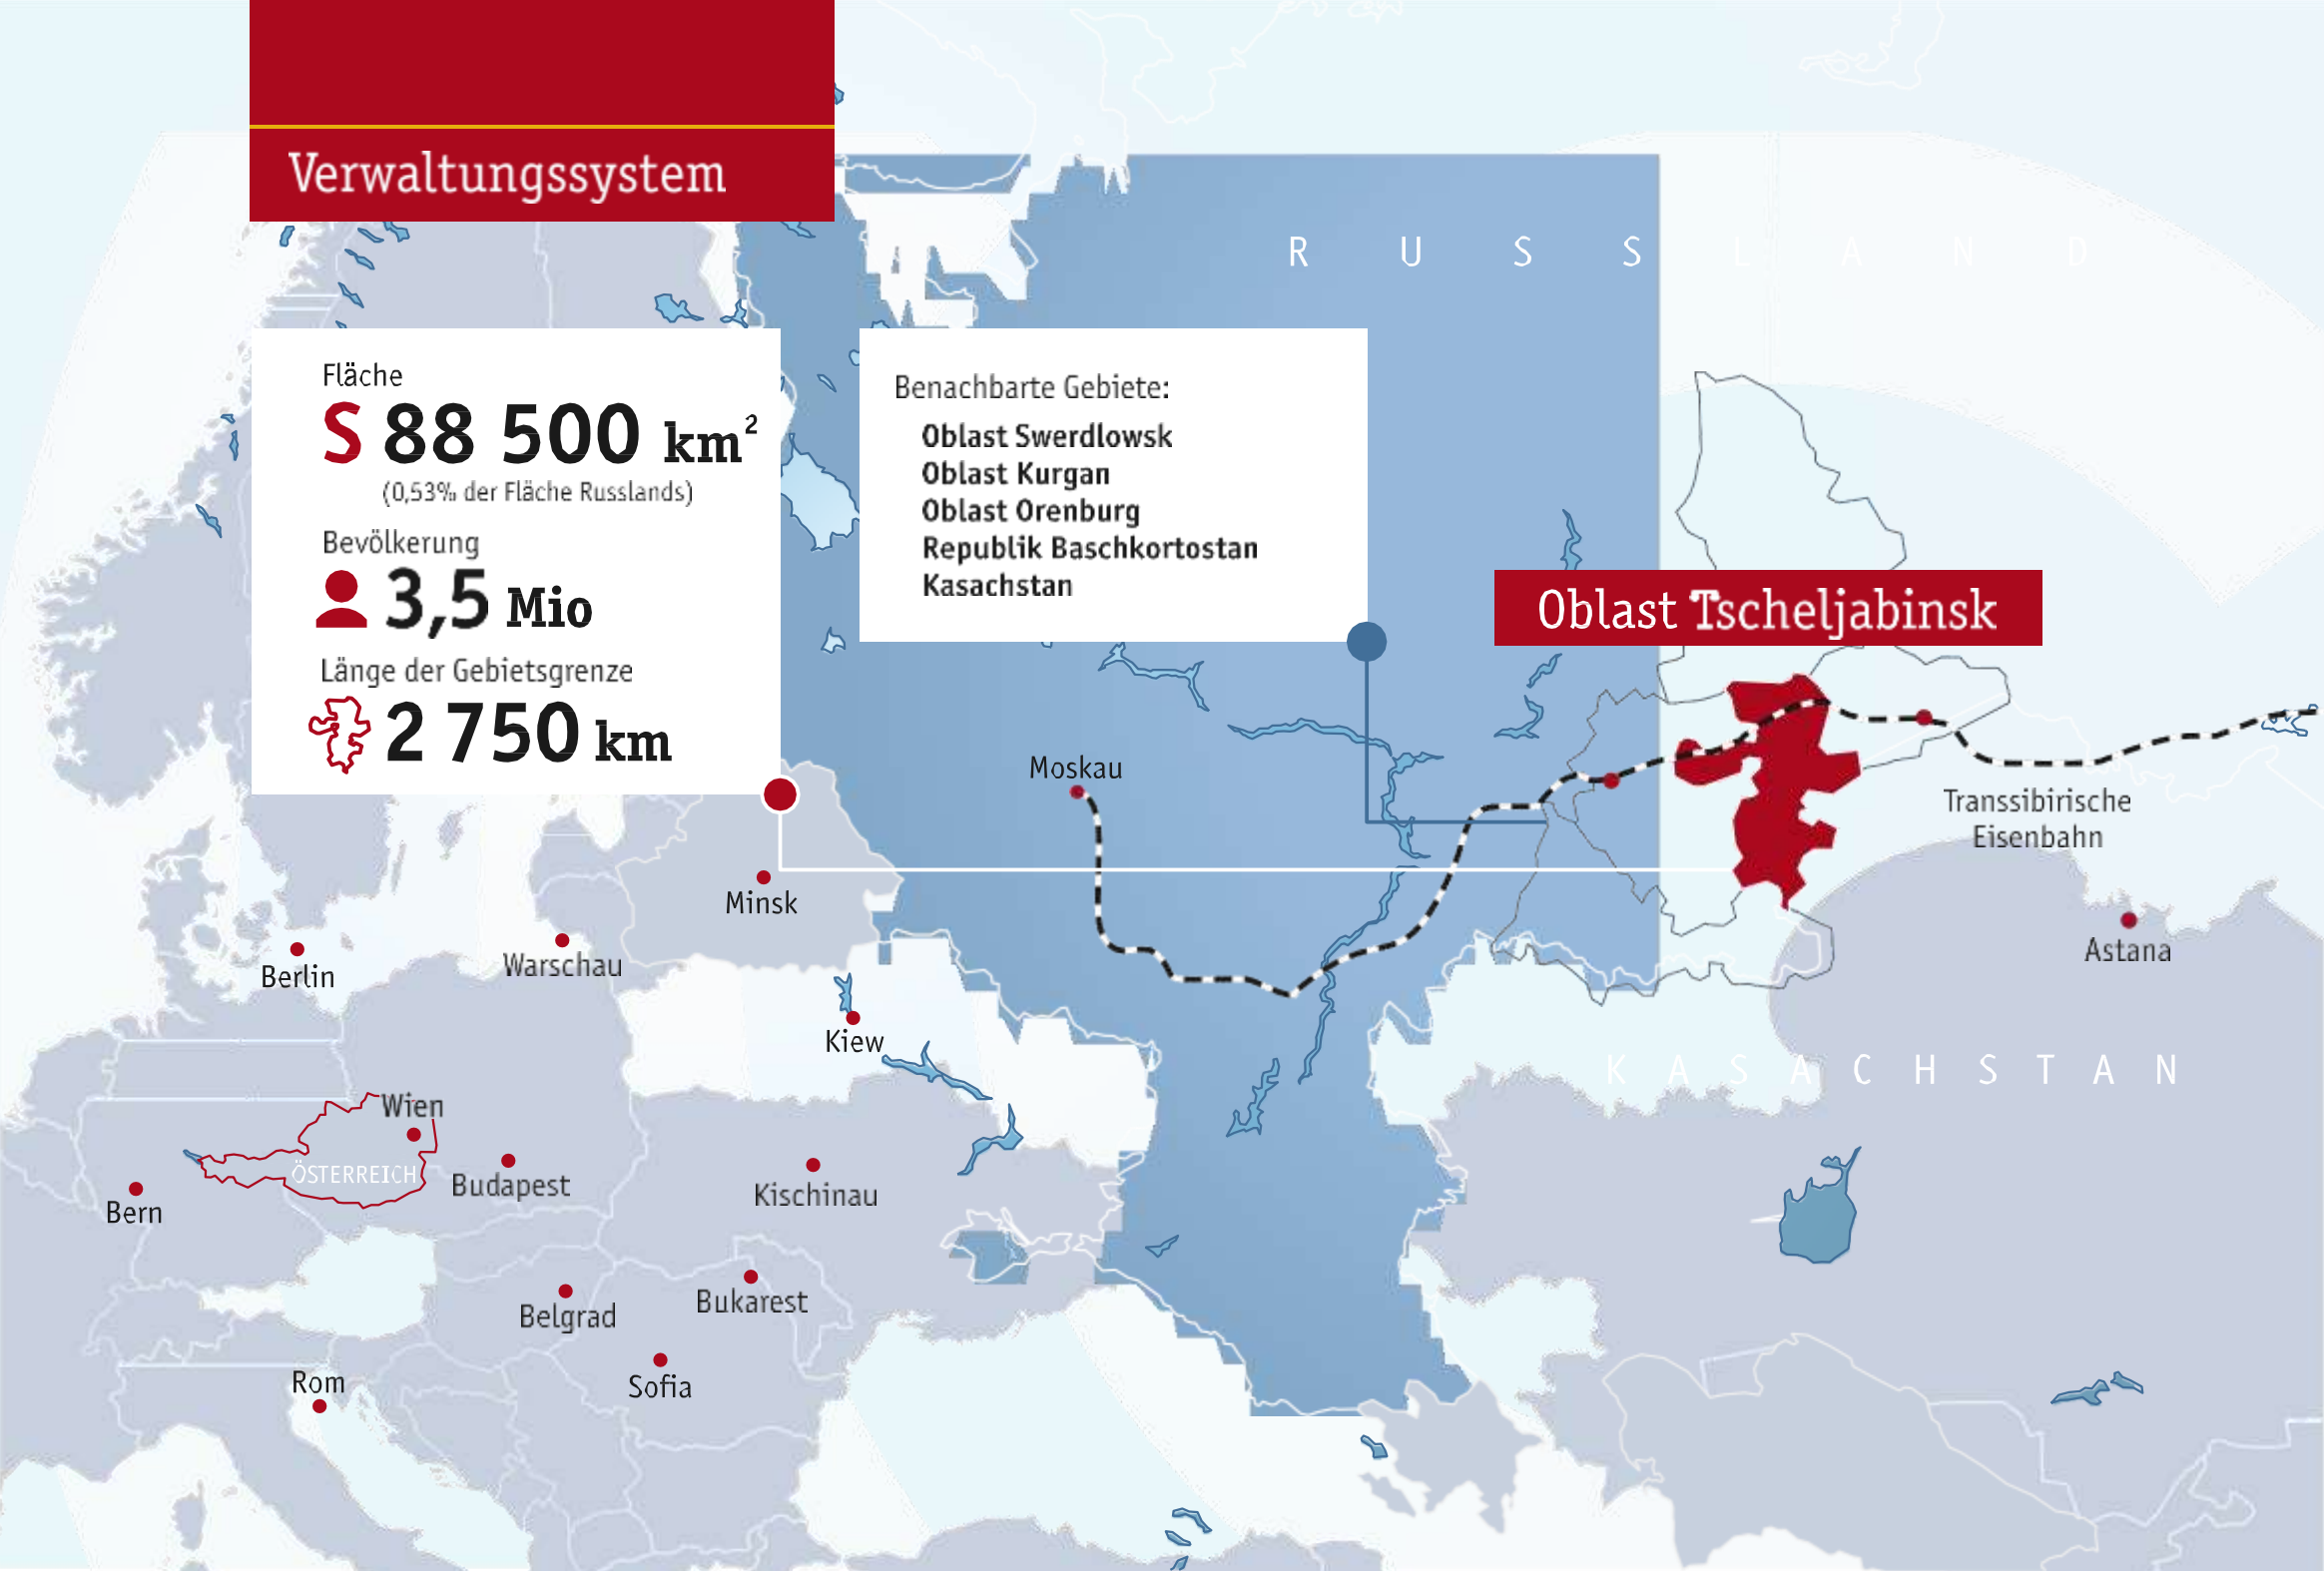 Verwaltungssystem
RUSSLAND
Fläche
S 88 500 km²
(0,53% der Fläche Russlands)
Bevölkerung
3,5 Mio
Länge der Gebietsgrenze
2 750 km
Benachbarte Gebiete:
Oblast Swerdlowsk
Oblast Kurgan
Oblast Orenburg
Republik Baschkortostan
Kasachstan
Oblast Tscheljabinsk
Moskau
Transsibirische
Eisenbahn
Minsk
Astana
Warschau
Berlin
Kiew
KASACHSTAN
Wien
ÖSTERREICH
Budapest
Kischinau
Bern
Bukarest
Belgrad
Rom
Sofia